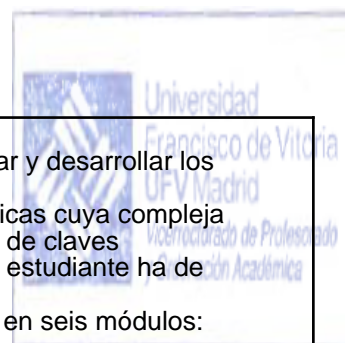 Universidad
Francisco de Vitoria
UFV Madrid
Vicerrectorado de Profesorado
y Ordenación Académica
ar y desarrollar los
icas cuya compleja
de claves
estudiante ha de
en seis módulos: